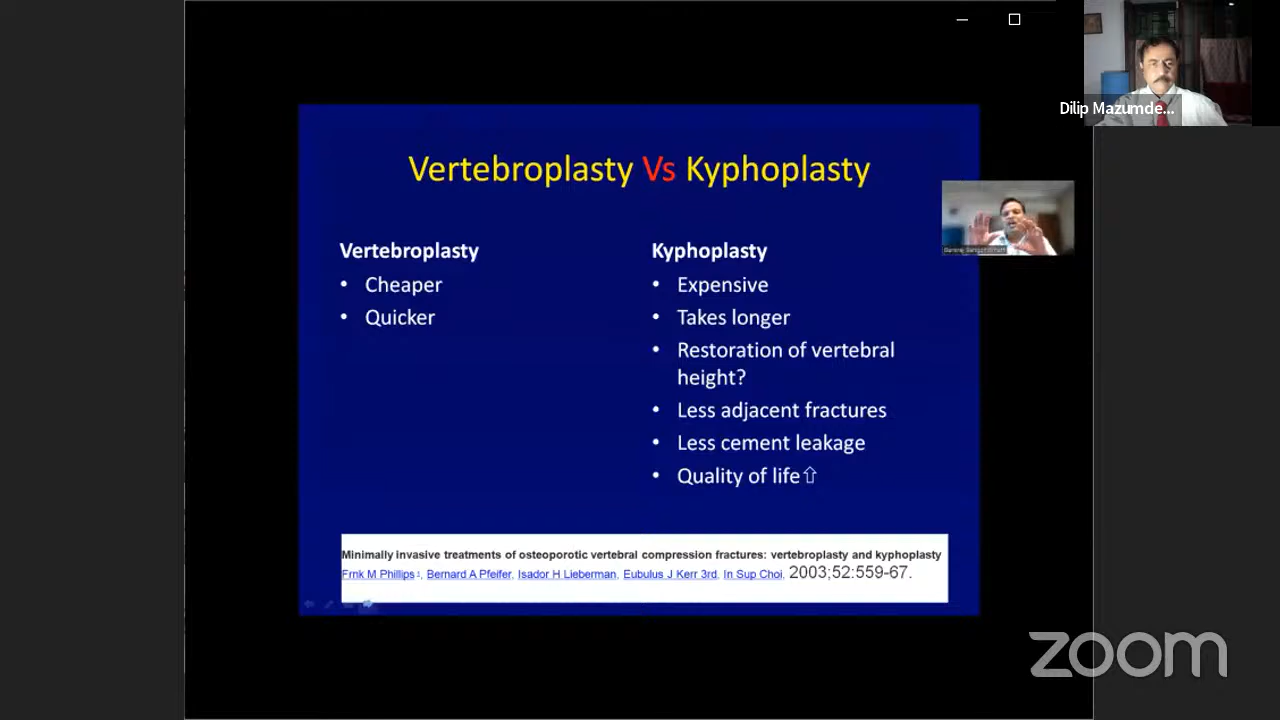 Dilip Mazumde...
Vertebroplasty Vs Kyphoplasty
Vertebroplasty
• Cheaper
• Quicker
Kyphoplasty
• Expensive
• Takes longer
• Restoration of vertebral
height?
• Less adjacent fractures
• Less cement leakage
• Quality of life⇧
Minimally invasive treatments of osteoporotic vertebral compression fractures: vertebroplasty and kyphoplasty
Frnk M Phillips 1, Bernard A Pfeifer, Isador H Lieberman, Eubulus J Kerr 3rd, In Sup Choi, 2003;52:559-67.
zoom